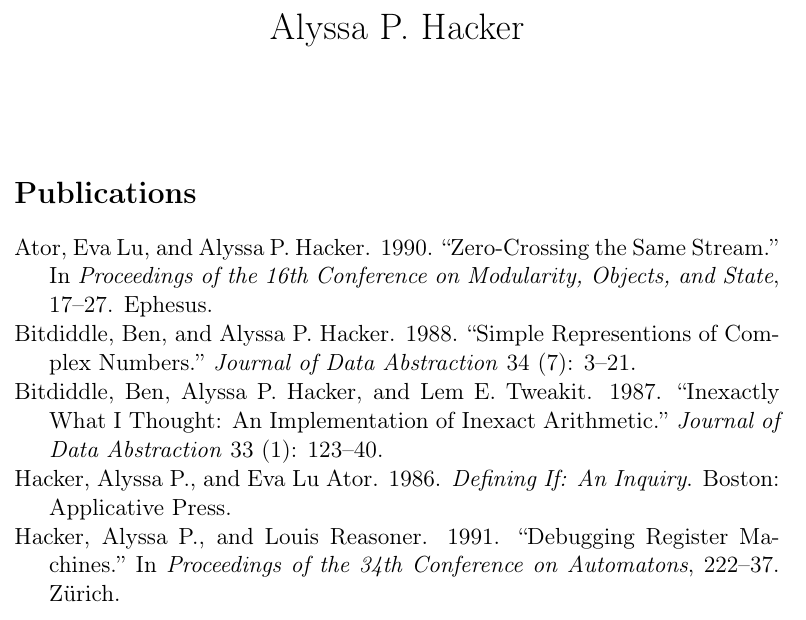 Alyssa P. Hacker
Publications
Ator, Eva Lu, and Alyssa P. Hacker. 1990. “Zero-Crossing the Same Stream.”
In Proceedings of the 16th Conference on Modularity, Objects, and State,
17–27. Ephesus.
Bitdiddle, Ben, and Alyssa P. Hacker. 1988. “Simple Representions of Com-
plex Numbers.” Journal of Data Abstraction 34 (7): 3–21.
Bitdiddle, Ben, Alyssa P. Hacker, and Lem E. Tweakit. 1987. “Inexactly
What I Thought: An Implementation of Inexact Arithmetic.” Journal of
Data Abstraction 33 (1): 123–40.
Hacker, Alyssa P., and Eva Lu Ator. 1986. Defining If: An Inquiry. Boston:
Applicative Press.
Hacker, Alyssa P., and Louis Reasoner. 1991. “Debugging Register Ma-
chines.” In Proceedings of the 34th Conference on Automatons, 222–37.
Zürich.